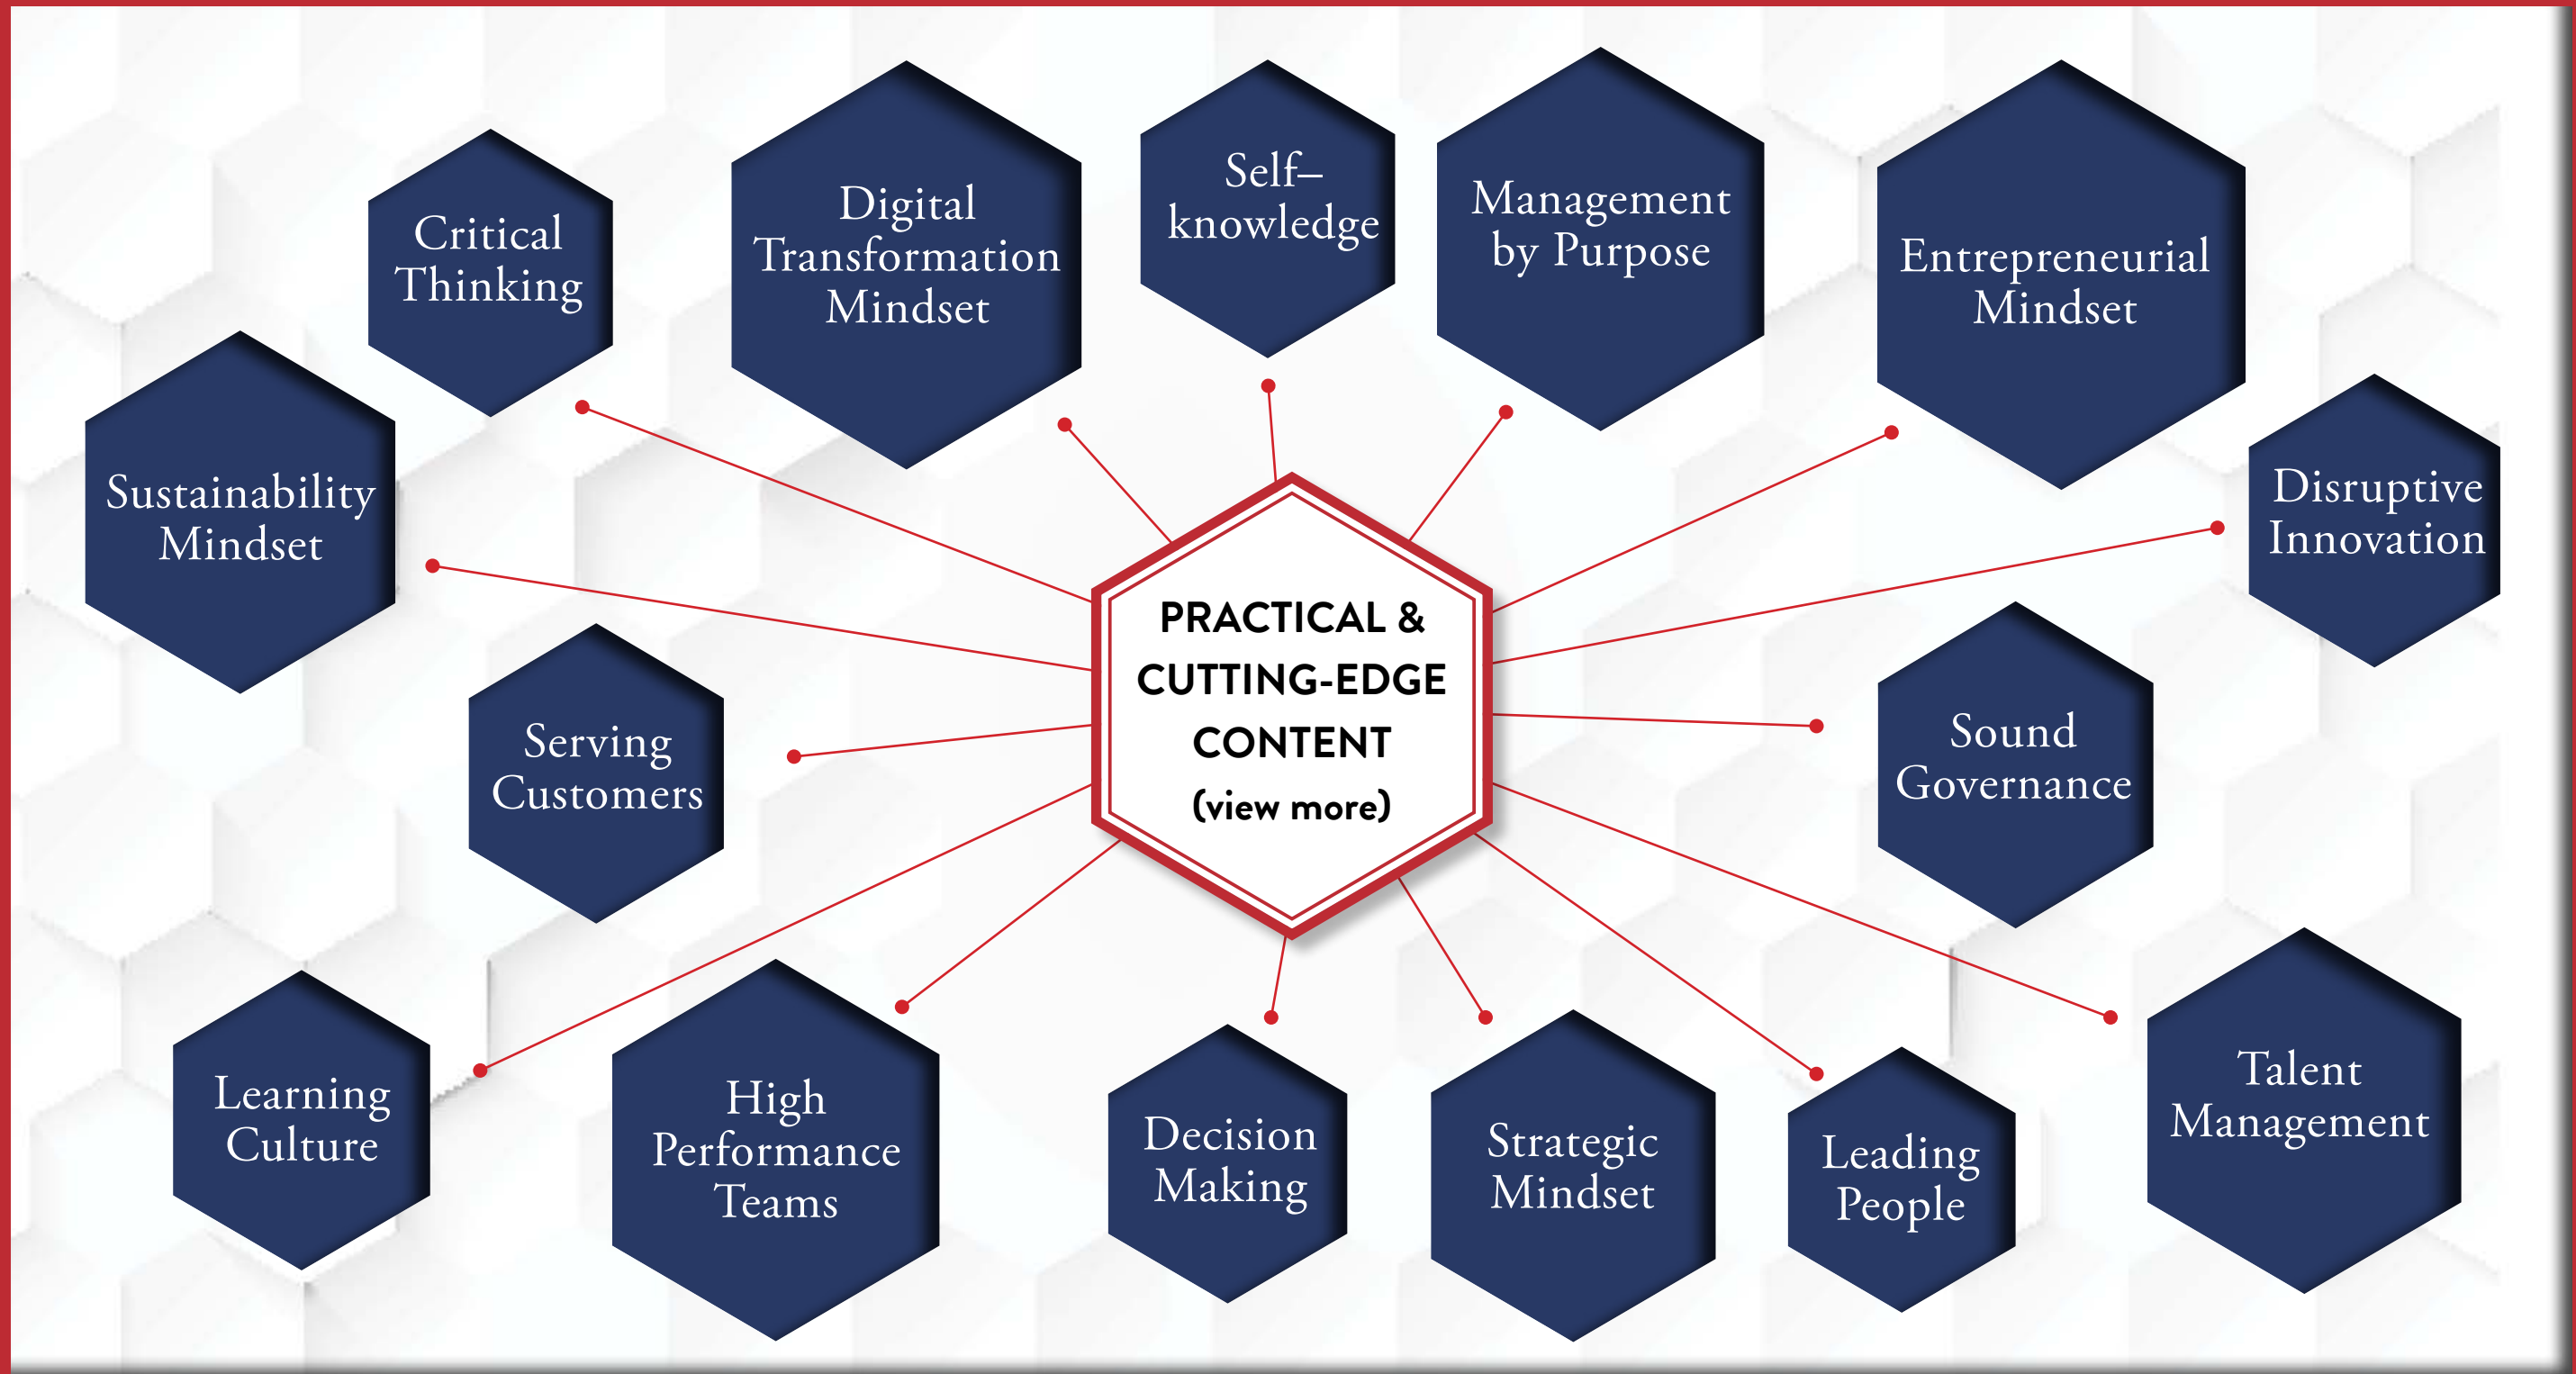 Critical
Thinking
Digital
Transformation
Mindset
Self–
knowledge
Management
by Purpose
Entrepreneurial
Mindset
Sustainability
Mindset
Disruptive
Innovation
PRACTICAL &
CUTTING-EDGE
CONTENT
(view more)
Serving
Customers
Sound
Governance
Learning
Culture
High
Performance
Teams
Decision
Making
Strategic
Mindset
Leading
People
Talent
Management